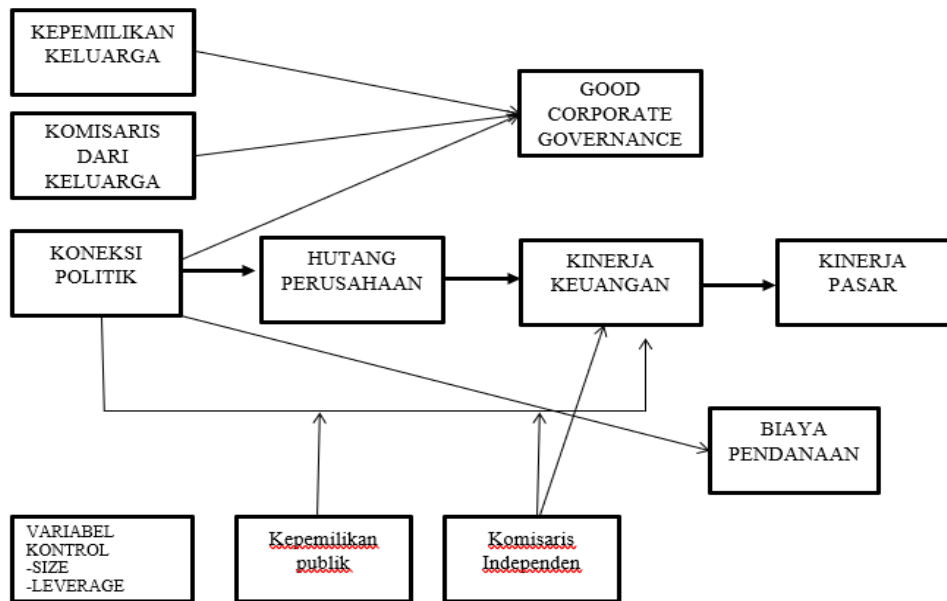 KEPEMILIKAN
KELUARGA
GOOD
CORPORATE
GOVERNANCE
KOMISARIS
DARI
KELUARGA
KONEKSI
POLITIK
HUTANG
PERUSAHAAN
KINERJA
KEUANGAN
KINERJA
PASAR
BIAYA
PENDANAAN
VARIABEL
KONTROL
-SIZE
-LEVERAGE
Kepemilikan
publik
Komisaris
Independen